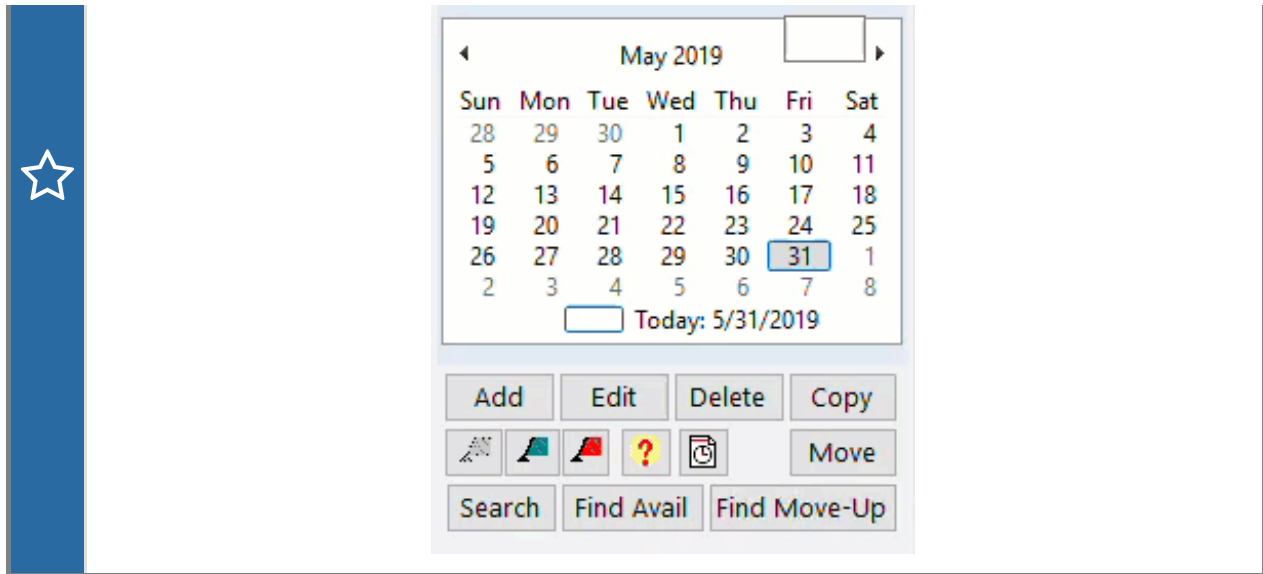 May 2019
Sun Mon Tue Wed Thu Fri Sat
28 29 30 1 2 3 4
5 6 7 8 9 10 11
12 13 14 15 16 17 18
19 20 21 22 23 24 25
26 27 28 29 30 31 1
2 3 4 5 6 7 8
Today: 5/31/2019
Add Edit Delete Copy
? Move
Search Find Avail Find Move-Up